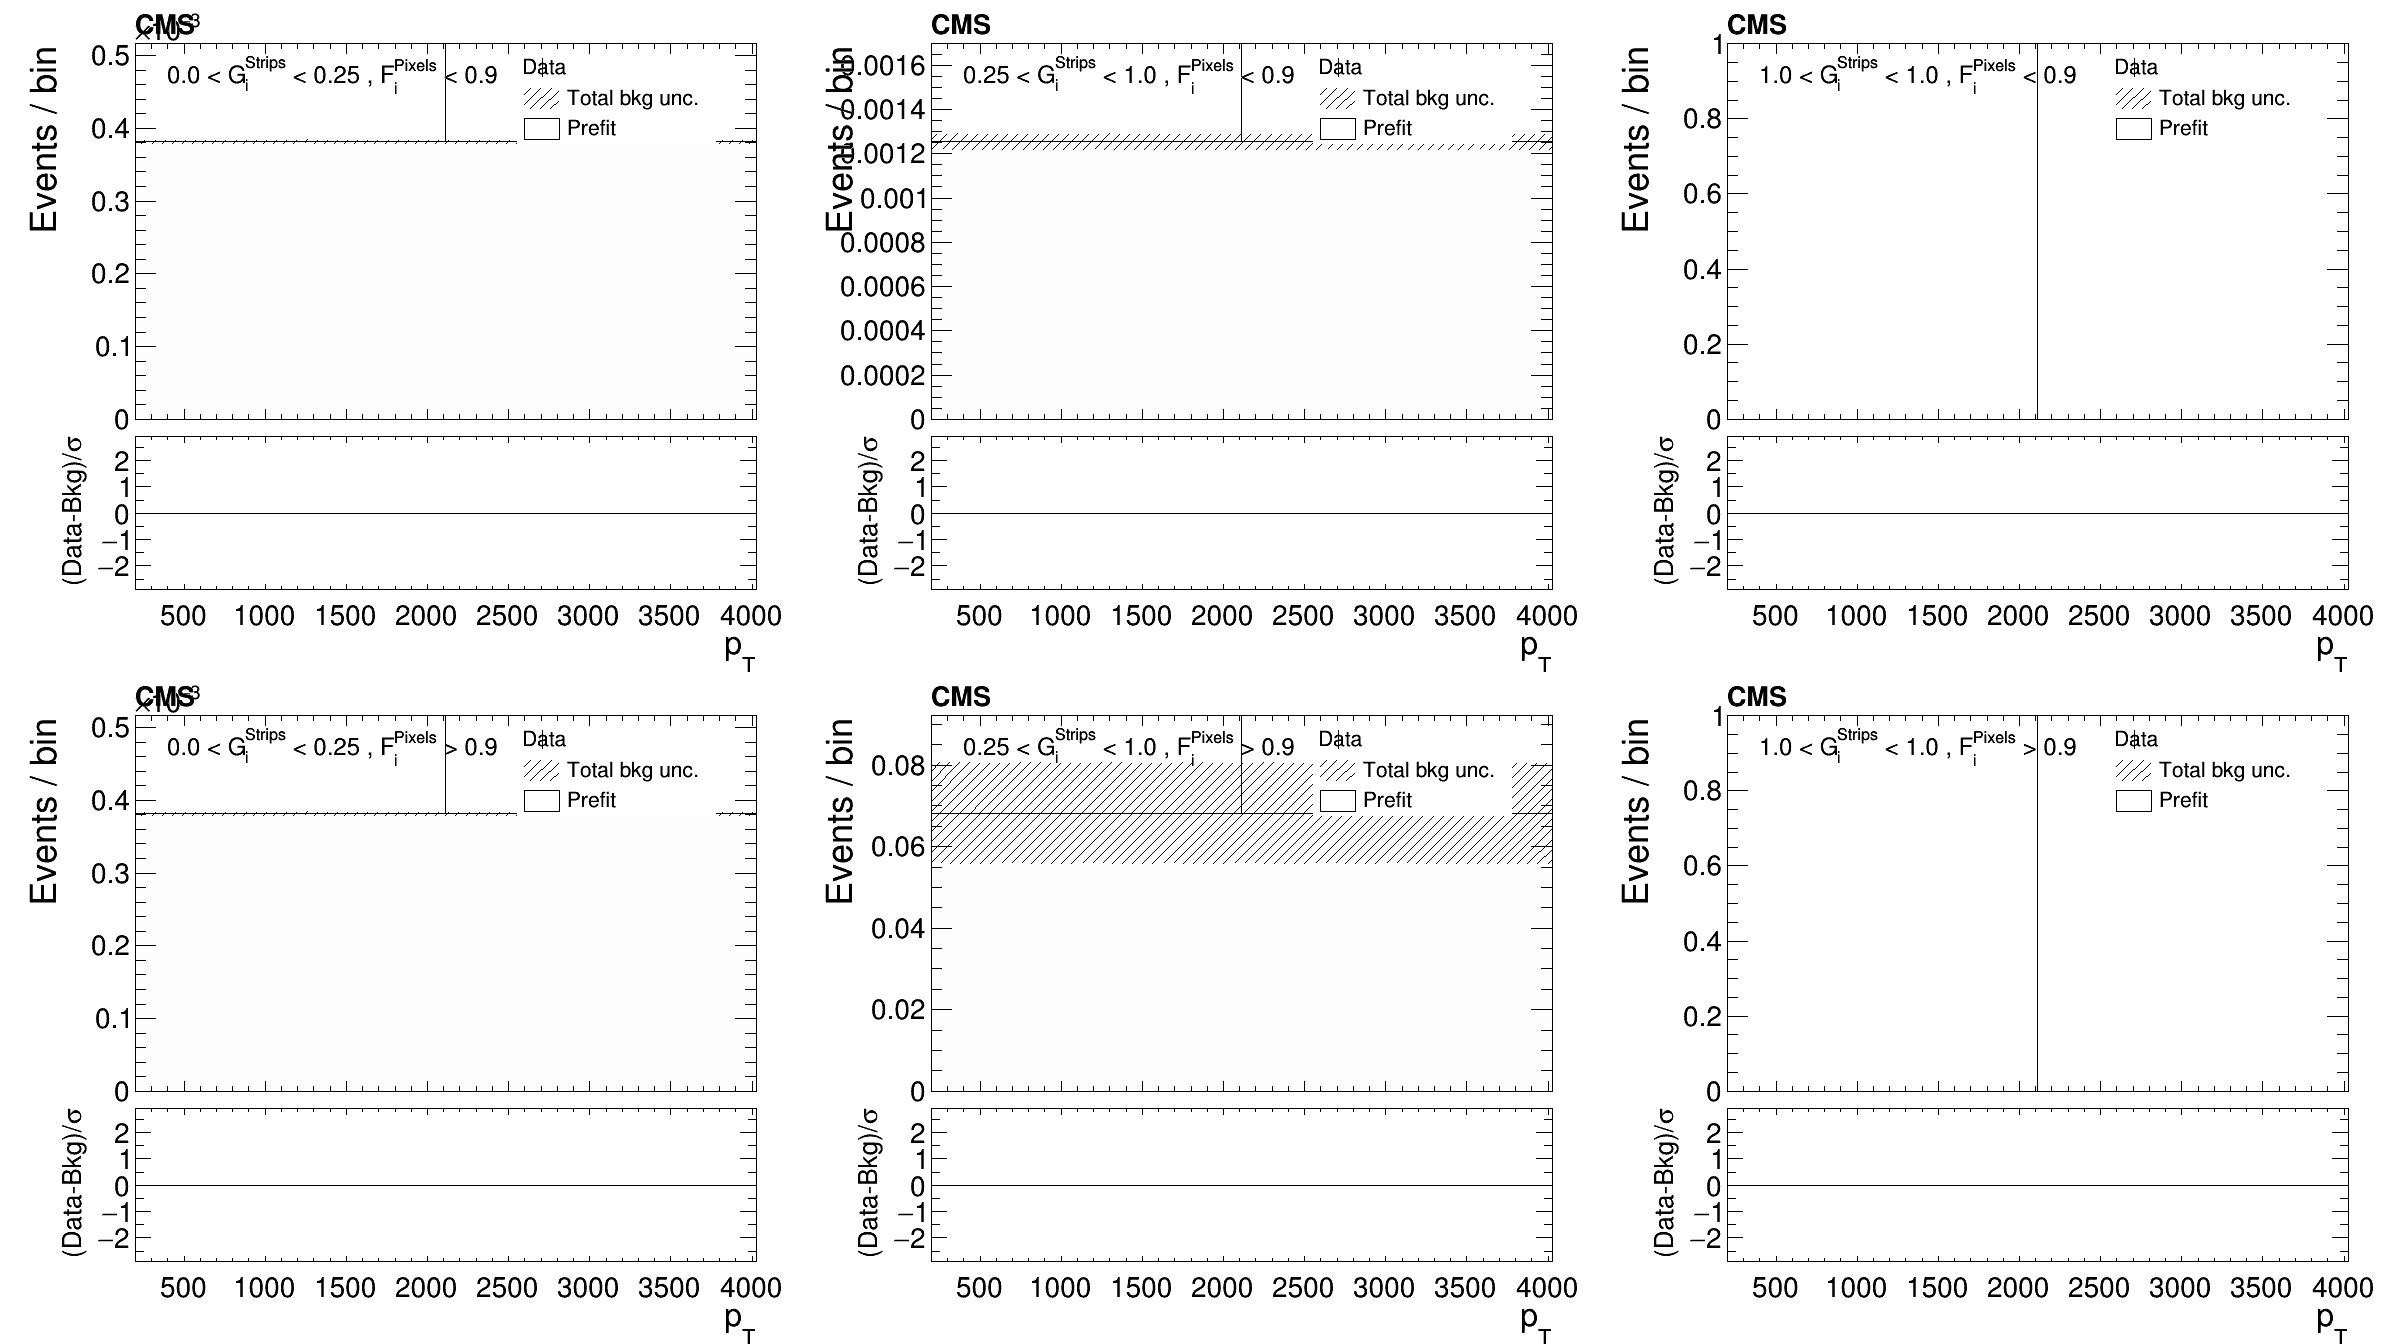 CMS
×10⁻³
Events / bin
0.0 < G_i^Strips < 0.25 , F_i^Pixels < 0.9
Data
Total bkg unc.
Prefit
0.5
0.4
0.3
0.2
0.1
0
(Data-Bkg)/σ
2
1
0
−1
−2
500 1000 1500 2000 2500 3000 3500 4000
p_T
CMS
Events / bin
0.25 < G_i^Strips < 1.0 , F_i^Pixels < 0.9
Data
Total bkg unc.
Prefit
0.0016
0.0014
0.0012
0.001
0.0008
0.0006
0.0004
0.0002
0
(Data-Bkg)/σ
2
1
0
−1
−2
500 1000 1500 2000 2500 3000 3500 4000
p_T
CMS
Events / bin
1.0 < G_i^Strips < 1.0 , F_i^Pixels < 0.9
Data
Total bkg unc.
Prefit
1
0.8
0.6
0.4
0.2
0
(Data-Bkg)/σ
2
1
0
−1
−2
500 1000 1500 2000 2500 3000 3500 4000
p_T
CMS
×10⁻³
Events / bin
0.0 < G_i^Strips < 0.25 , F_i^Pixels > 0.9
Data
Total bkg unc.
Prefit
0.5
0.4
0.3
0.2
0.1
0
(Data-Bkg)/σ
2
1
0
−1
−2
500 1000 1500 2000 2500 3000 3500 4000
p_T
CMS
Events / bin
0.25 < G_i^Strips < 1.0 , F_i^Pixels > 0.9
Data
Total bkg unc.
Prefit
0.08
0.06
0.04
0.02
0
(Data-Bkg)/σ
2
1
0
−1
−2
500 1000 1500 2000 2500 3000 3500 4000
p_T
CMS
Events / bin
1.0 < G_i^Strips < 1.0 , F_i^Pixels > 0.9
Data
Total bkg unc.
Prefit
1
0.8
0.6
0.4
0.2
0
(Data-Bkg)/σ
2
1
0
−1
−2
500 1000 1500 2000 2500 3000 3500 4000
p_T